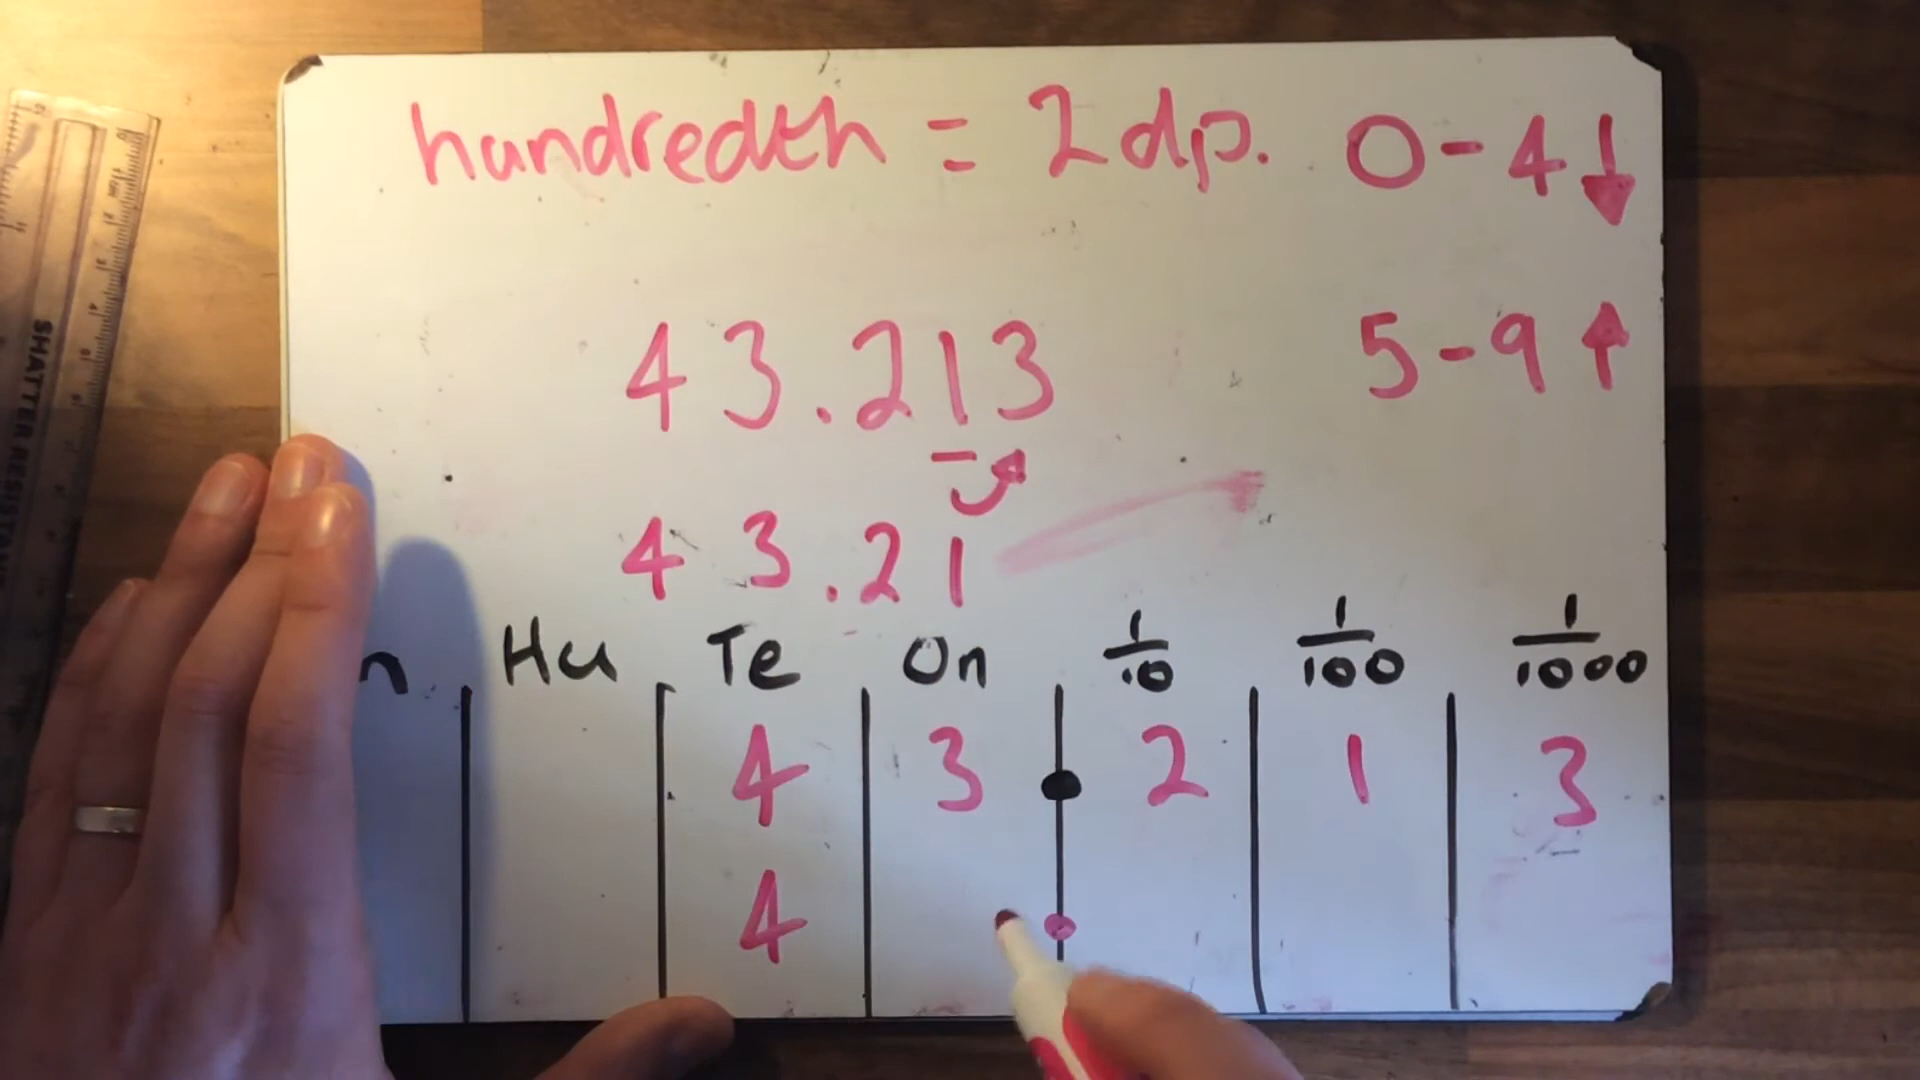 hundredth = 2dp. 0-4↓
43.213 5-9↑
43.21
n Hu Te On 1/10 1/100 1/1000
4 3 . 2 1 3
4 .
SHATTER RESISTANT